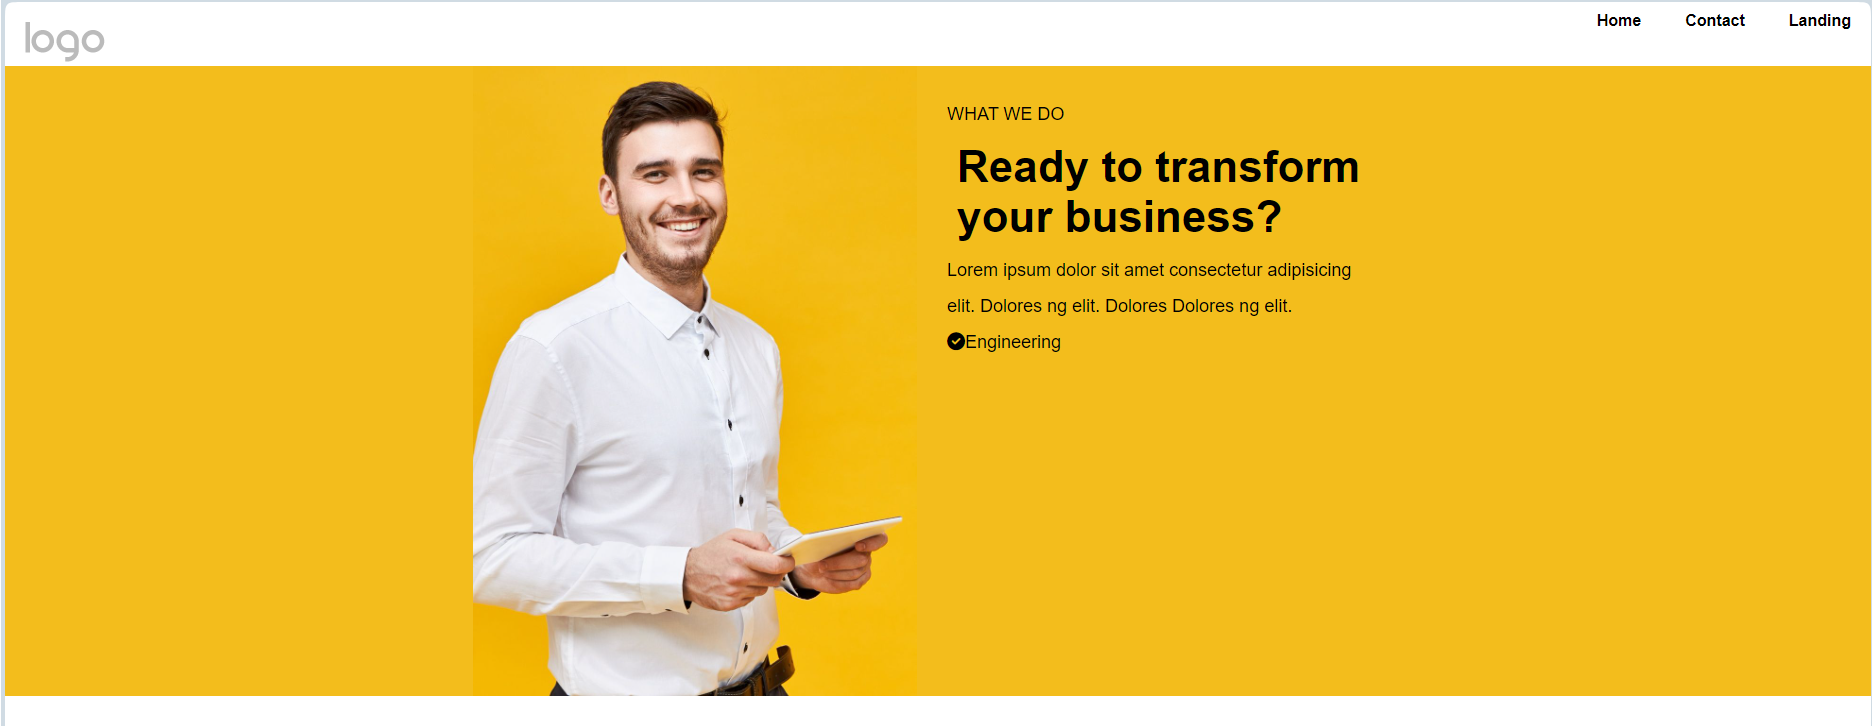 logo
Home Contact Landing
WHAT WE DO
Ready to transform
your business?
Lorem ipsum dolor sit amet consectetur adipisicing
elit. Dolores ng elit. Dolores Dolores ng elit.
Engineering